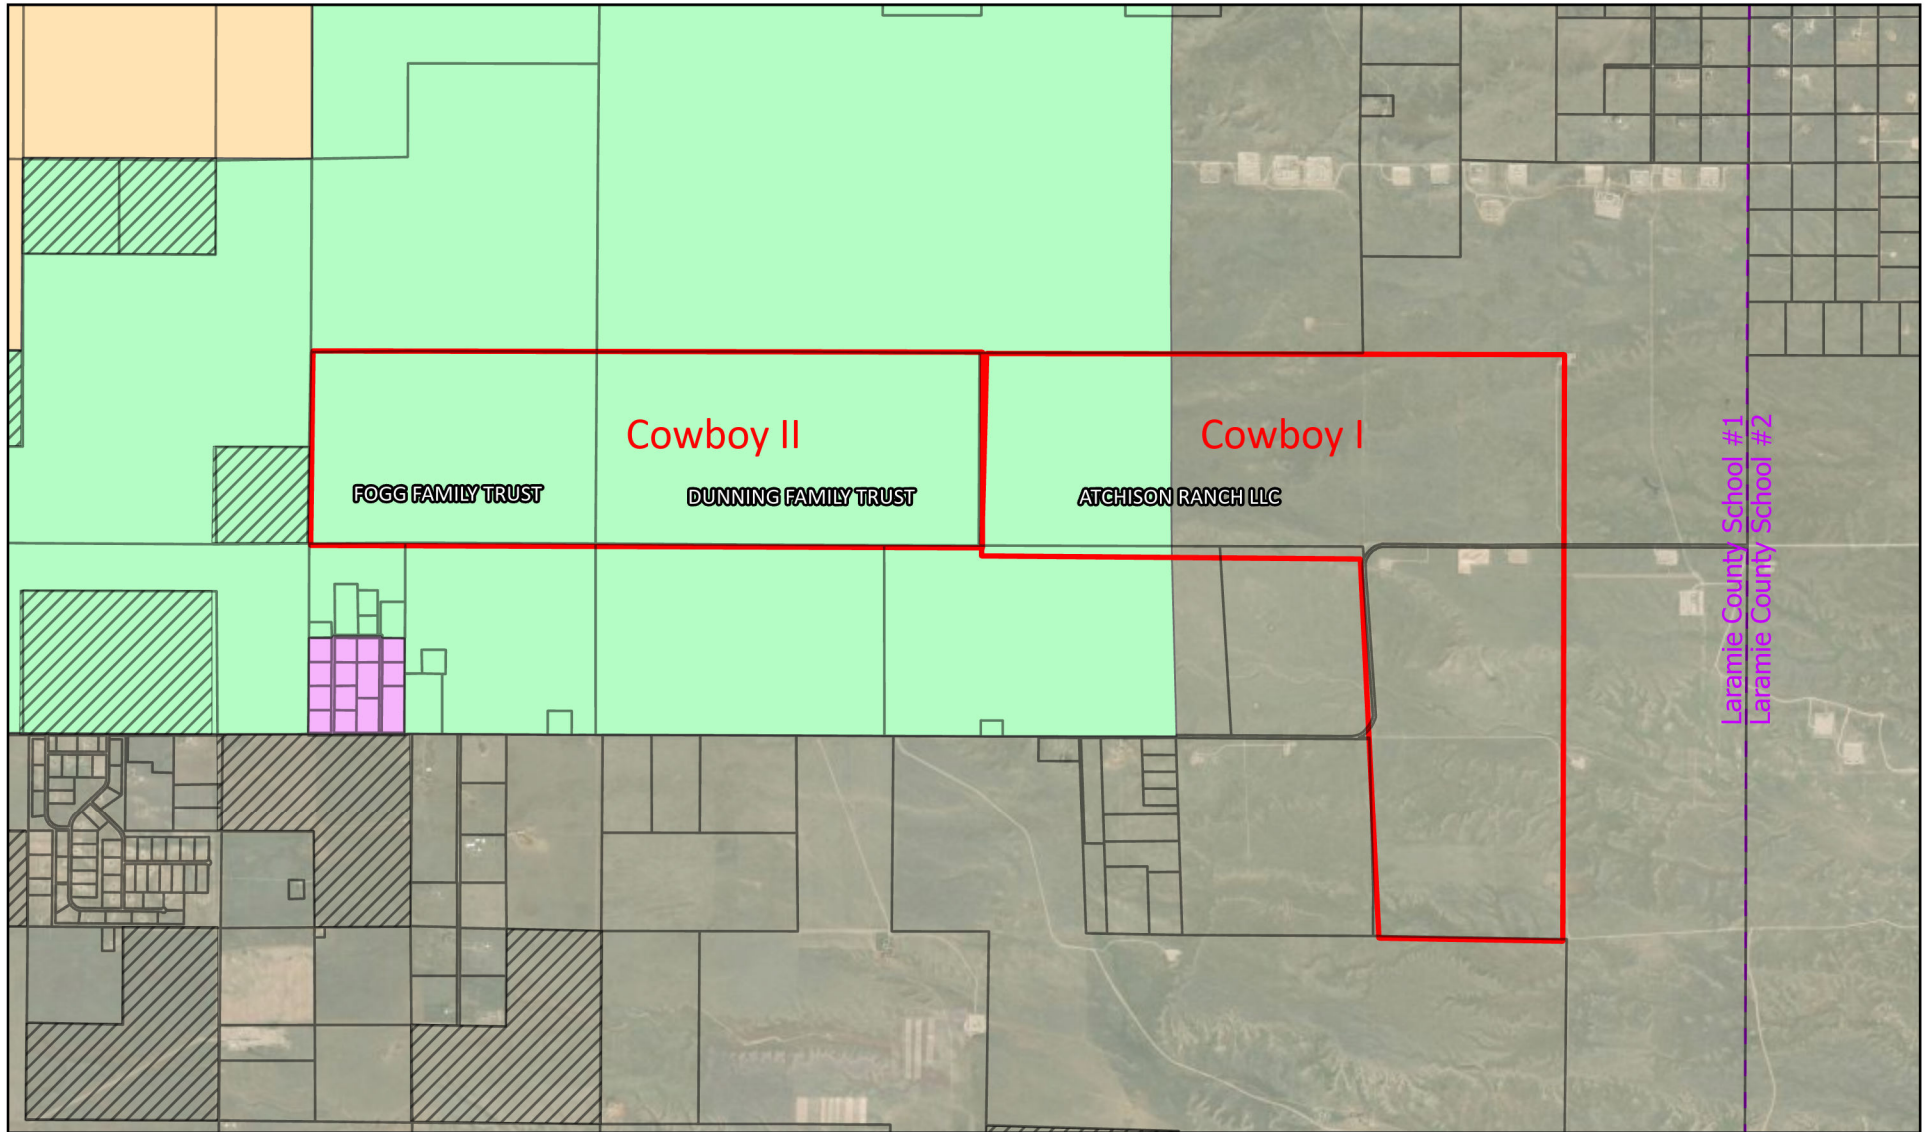 Cowboy II
Cowboy I
FOGG FAMILY TRUST
DUNNING FAMILY TRUST
ATCHISON RANCH LLC
Laramie County School #1
Laramie County School #2